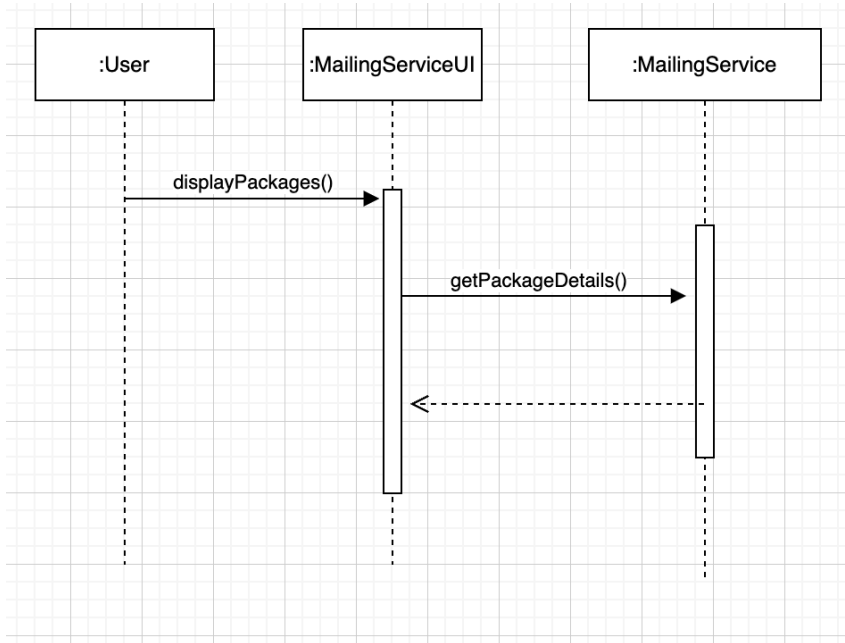 :User
:MailingServiceUI
:MailingService
displayPackages()
getPackageDetails()